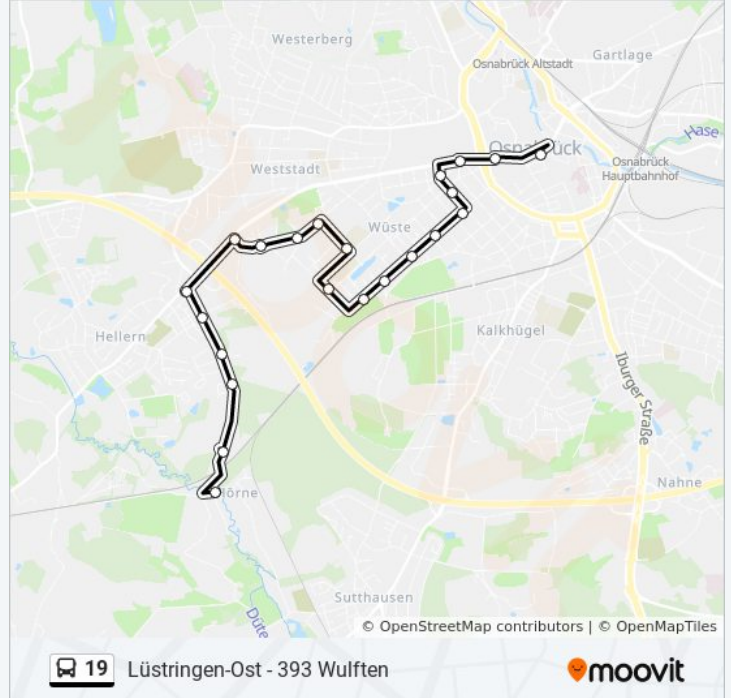 Westerberg
Gartlage
Osnabrück Altstadt
Hase
Osnabrück
Osnabrück
Hauptbahnhof
Weststadt
Wüste
Hellern
Kalkhügel
Iburger Straße
Hörne
Nahne
Sutthausen
Düte
© OpenStreetMap contributors | © OpenMapTiles
19 Lüstringen-Ost - 393 Wulften
moovit